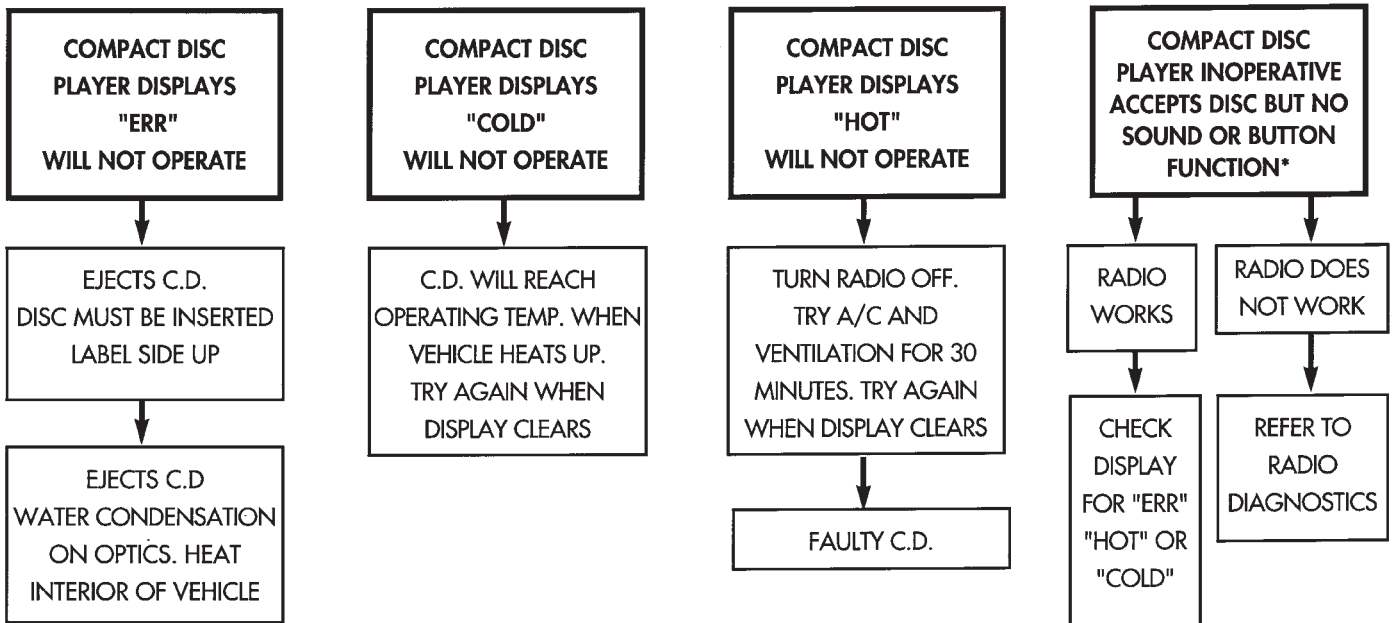 COMPACT DISC
PLAYER DISPLAYS
"ERR"
WILL NOT OPERATE
EJECTS C.D.
DISC MUST BE INSERTED
LABEL SIDE UP
EJECTS C.D
WATER CONDENSATION
ON OPTICS. HEAT
INTERIOR OF VEHICLE
COMPACT DISC
PLAYER DISPLAYS
"COLD"
WILL NOT OPERATE
C.D. WILL REACH
OPERATING TEMP. WHEN
VEHICLE HEATS UP.
TRY AGAIN WHEN
DISPLAY CLEARS
COMPACT DISC
PLAYER DISPLAYS
"HOT"
WILL NOT OPERATE
TURN RADIO OFF.
TRY A/C AND
VENTILATION FOR 30
MINUTES. TRY AGAIN
WHEN DISPLAY CLEARS
FAULTY C.D.
COMPACT DISC
PLAYER INOPERATIVE
ACCEPTS DISC BUT NO
SOUND OR BUTTON
FUNCTION*
RADIO
WORKS
CHECK
DISPLAY
FOR "ERR"
"HOT" OR
"COLD"
RADIO DOES
NOT WORK
REFER TO
RADIO
DIAGNOSTICS